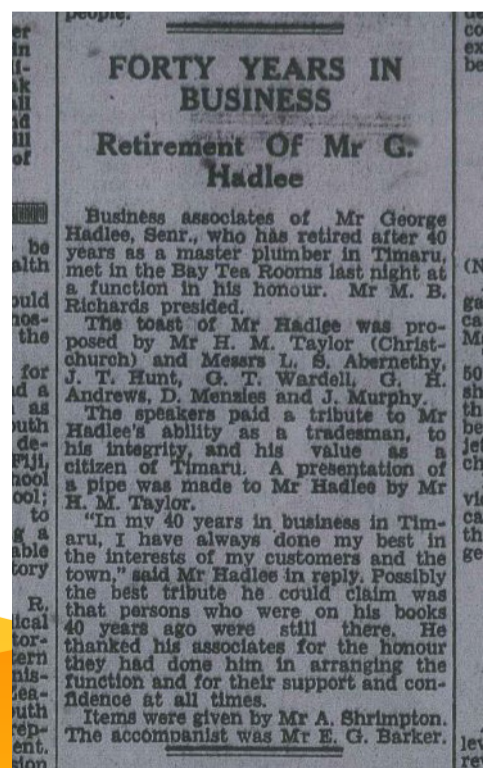 people.
FORTY YEARS IN
BUSINESS
Retirement Of Mr G.
Hadlee
Business associates of Mr George
Hadlee, Senr., who has retired after 40
years as a master plumber in Timaru,
met in the Bay Tea Rooms last night at
a function in his honour. Mr M. B.
Richards presided.
The toast of Mr Hadlee was pro-
posed by Mr H. M. Taylor (Christ-
church) and Messrs L. S. Abernethy,
J. T. Hunt, G. T. Wardell, G. H.
Andrews, D. Menzies and J. Murphy.
The speakers paid a tribute to Mr
Hadlee's ability as a tradesman, to
his integrity, and his value as a
citizen of Timaru. A presentation of
a pipe was made to Mr Hadlee by Mr
H. M. Taylor.
"In my 40 years in business in Tim-
aru, I have always done my best in
the interests of my customers and the
town," said Mr Hadlee in reply. Possibly
the best tribute he could claim was
that persons who were on his books
40 years ago were still there. He
thanked his associates for the honour
they had done him in arranging the
function and for their support and con-
fidence at all times.
Items were given by Mr A. Shrimpton.
The accompanist was Mr E. G. Barker.